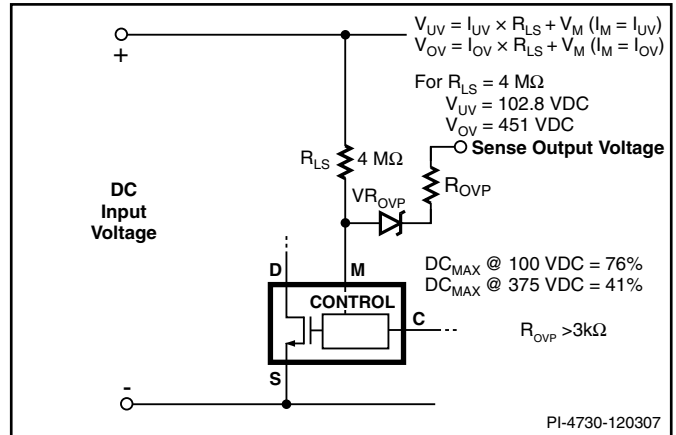 V_UV = I_UV × R_LS + V_M (I_M = I_UV)
V_OV = I_OV × R_LS + V_M (I_M = I_OV)
+
For R_LS = 4 MΩ
V_UV = 102.8 VDC
V_OV = 451 VDC
Sense Output Voltage
R_LS
4 MΩ
R_OVP
VR_OVP
DC
Input
Voltage
D
M
DC_MAX @ 100 VDC = 76%
DC_MAX @ 375 VDC = 41%
CONTROL
C
R_OVP >3kΩ
S
-
PI-4730-120307